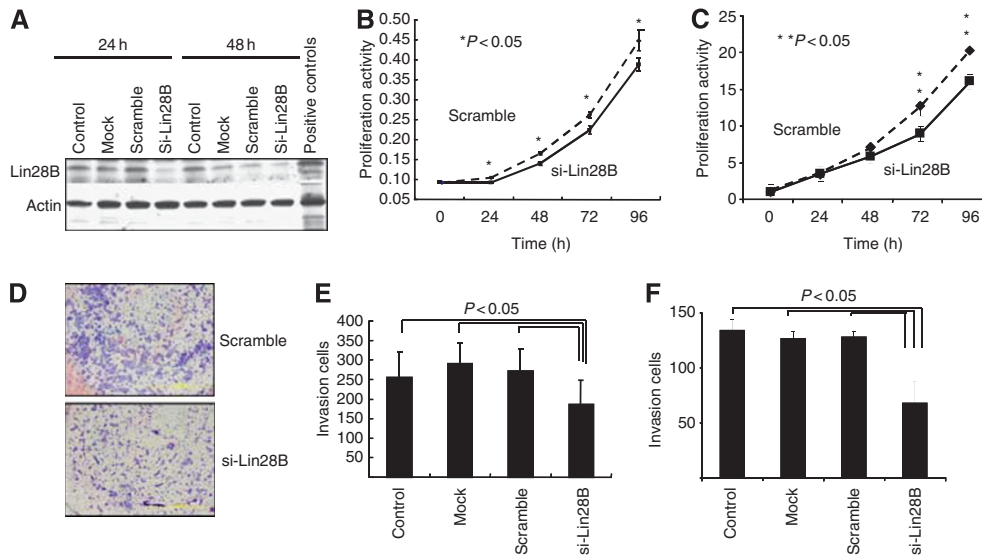 A
24 h
48 h
Control
Mock
Scramble
Si-Lin28B
Control
Mock
Scramble
Si-Lin28B
Positive controls
Lin28B
Actin
B
0.50
0.45
0.40
0.35
0.30
0.25
0.20
0.15
0.10
0.05
Proliferation activity
*P < 0.05
*
*
*
*
Scramble
si-Lin28B
0 24 48 72 96
Time (h)
C
25
20
15
10
5
0
Proliferation activity
* *P < 0.05
*
*
*
*
Scramble
si-Lin28B
0 24 48 72 96
Time (h)
D
Scramble
si-Lin28B
E
P < 0.05
400
350
300
250
200
150
100
50
Invasion cells
Control
Mock
Scramble
si-Lin28B
F
P < 0.05
150
100
50
Invasion cells
Control
Mock
Scramble
si-Lin28B